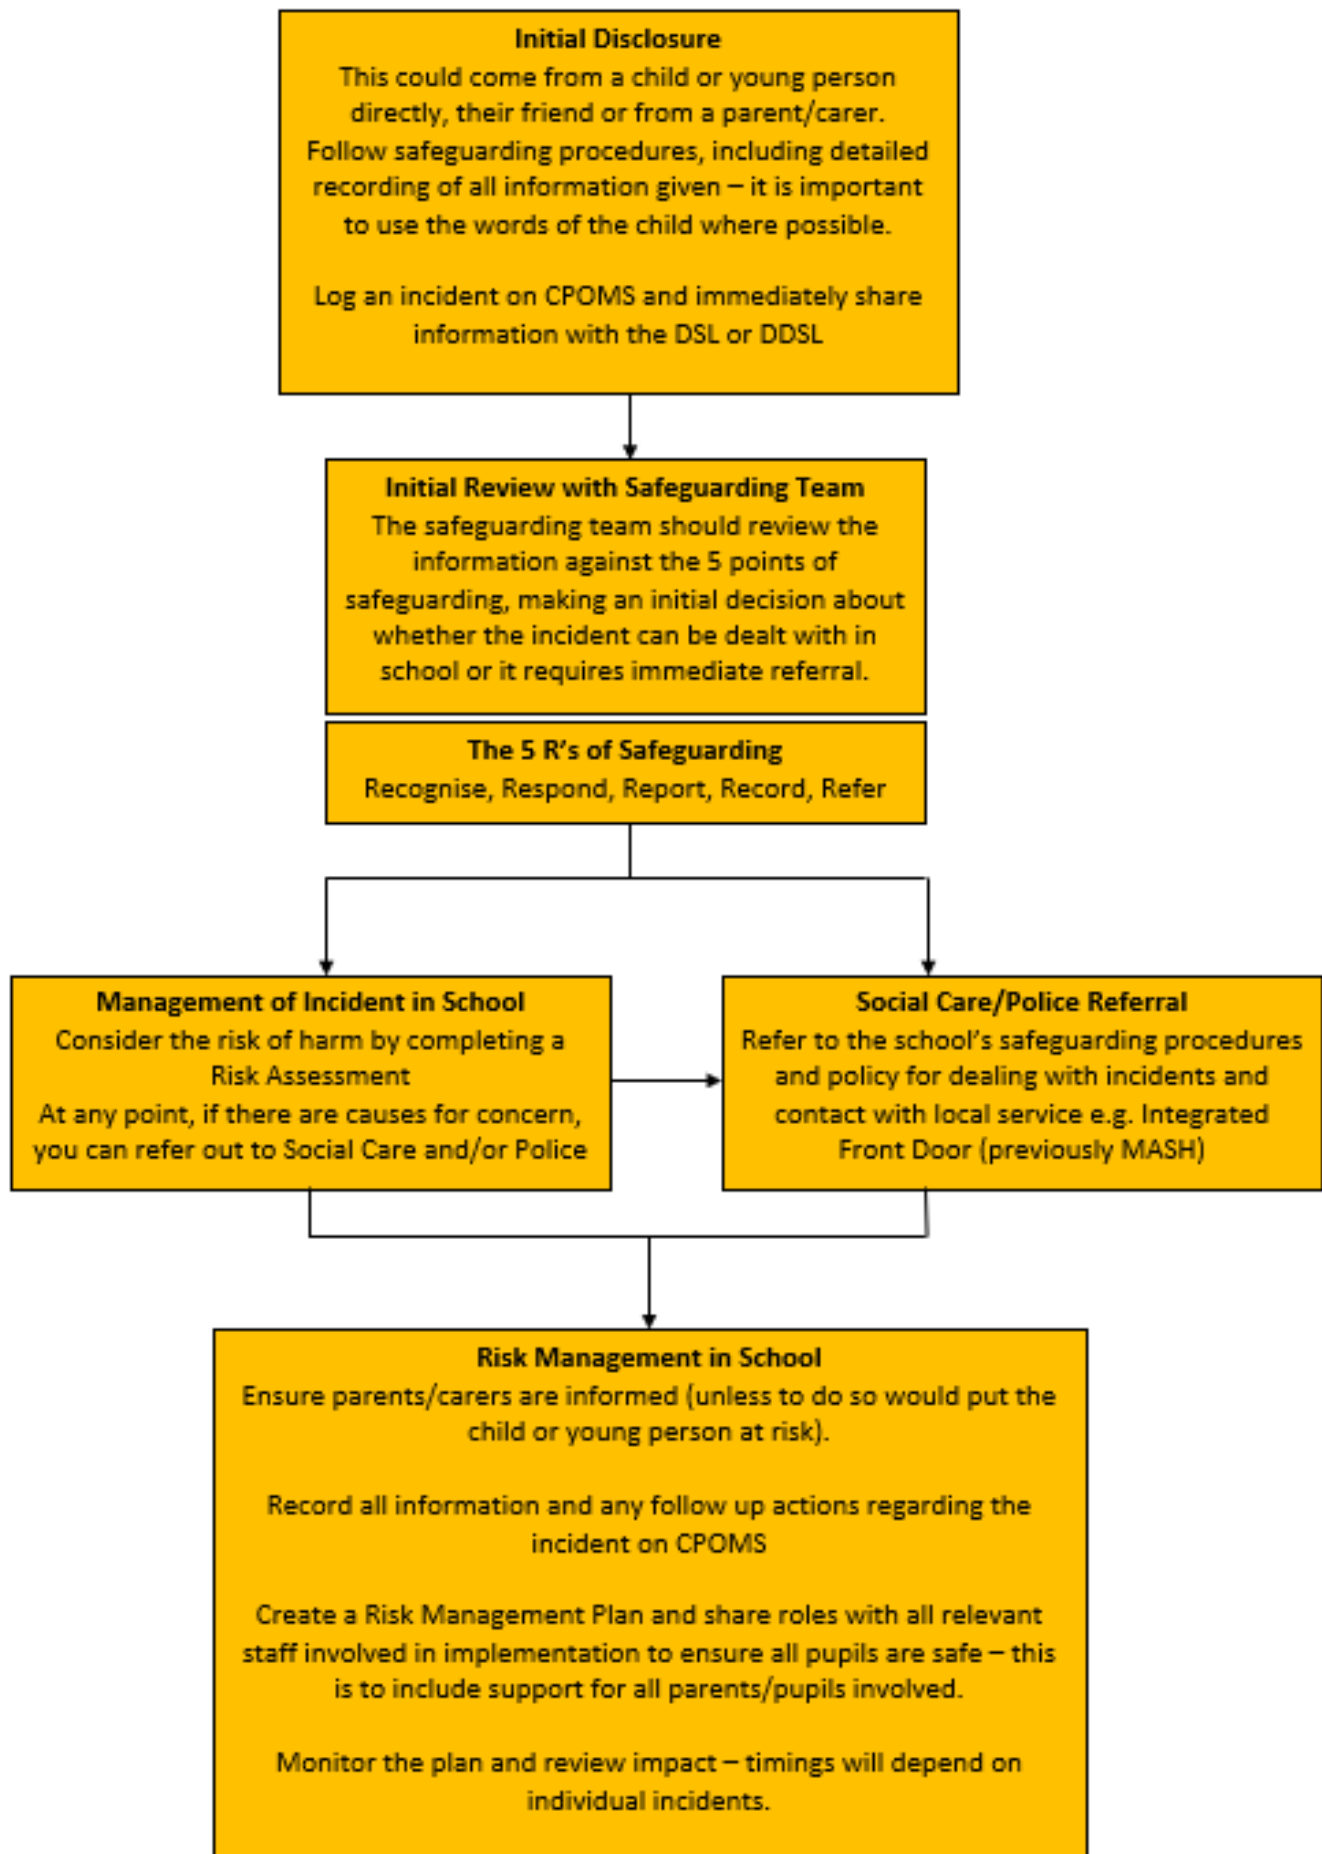 Initial Disclosure
This could come from a child or young person
directly, their friend or from a parent/carer.
Follow safeguarding procedures, including detailed
recording of all information given – it is important
to use the words of the child where possible.
Log an incident on CPOMS and immediately share
information with the DSL or DDSL
Initial Review with Safeguarding Team
The safeguarding team should review the
information against the 5 points of
safeguarding, making an initial decision about
whether the incident can be dealt with in
school or it requires immediate referral.
The 5 R's of Safeguarding
Recognise, Respond, Report, Record, Refer
Management of Incident in School
Consider the risk of harm by completing a
Risk Assessment
At any point, if there are causes for concern,
you can refer out to Social Care and/or Police
Social Care/Police Referral
Refer to the school's safeguarding procedures
and policy for dealing with incidents and
contact with local service e.g. Integrated
Front Door (previously MASH)
Risk Management in School
Ensure parents/carers are informed (unless to do so would put the
child or young person at risk).
Record all information and any follow up actions regarding the
incident on CPOMS
Create a Risk Management Plan and share roles with all relevant
staff involved in implementation to ensure all pupils are safe – this
is to include support for all parents/pupils involved.
Monitor the plan and review impact – timings will depend on
individual incidents.